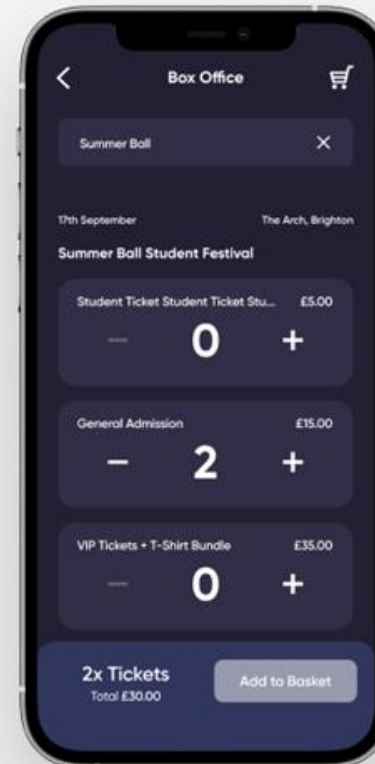 Box Office
Summer Ball
17th September The Arch, Brighton
Summer Ball Student Festival
Student Ticket Student Ticket Stu... £5.00
0
General Admission £15.00
2
VIP Tickets + T-Shirt Bundle £35.00
0
2x Tickets
Total £30.00
Add to Basket